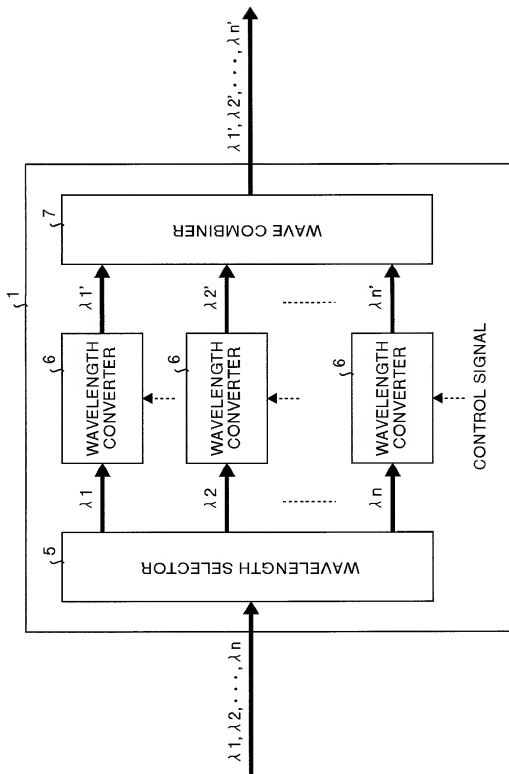 1
λ1, λ2, ···, λn
5
WAVELENGTH SELECTOR
λ1
λ2
λn
6
WAVELENGTH
CONVERTER
6
WAVELENGTH
CONVERTER
6
WAVELENGTH
CONVERTER
CONTROL SIGNAL
λ1'
λ2'
λn'
7
WAVE COMBINER
λ1', λ2', ···, λn'